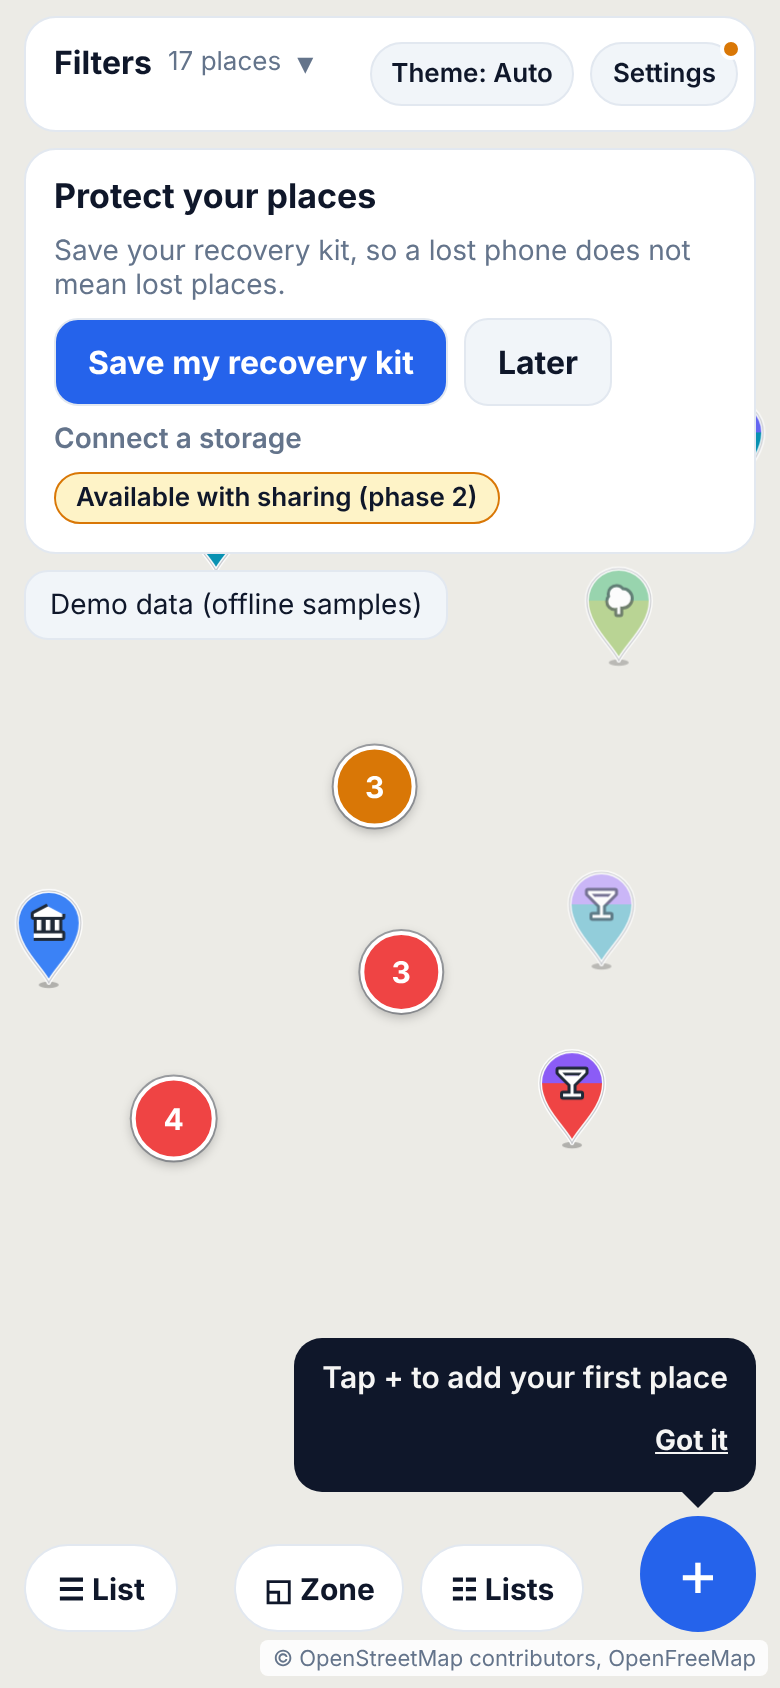 Filters 17 places ▼ Theme: Auto Settings
Protect your places
Save your recovery kit, so a lost phone does not
mean lost places.
Save my recovery kit Later
Connect a storage
Available with sharing (phase 2)
Demo data (offline samples)
3
3
4
Tap + to add your first place
Got it
☰ List ◱ Zone ☷ Lists +
© OpenStreetMap contributors, OpenFreeMap